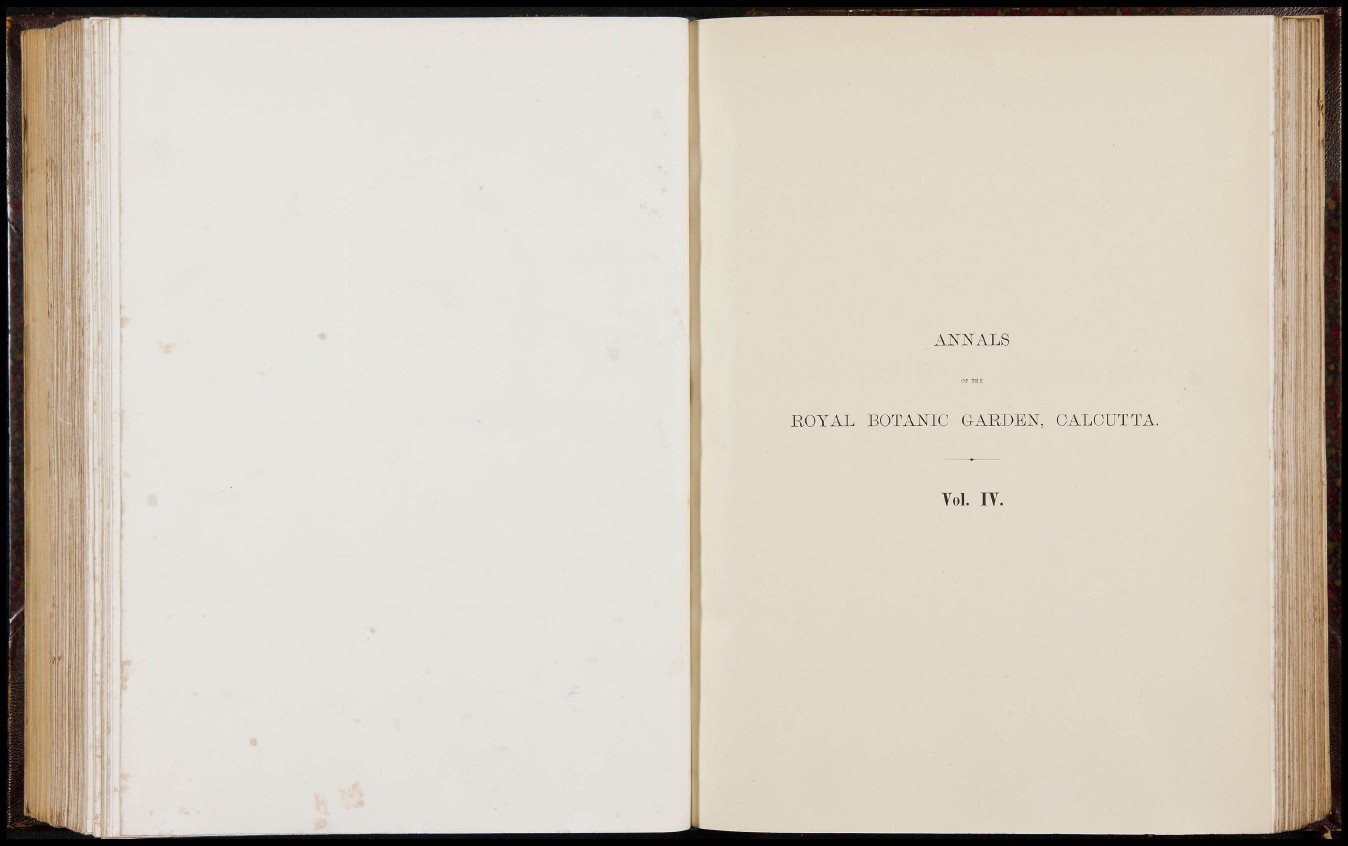 ANNALS
OF THE
ROYAL BOTANIC GARDEN, CALCUTTA.
Vol. IV.